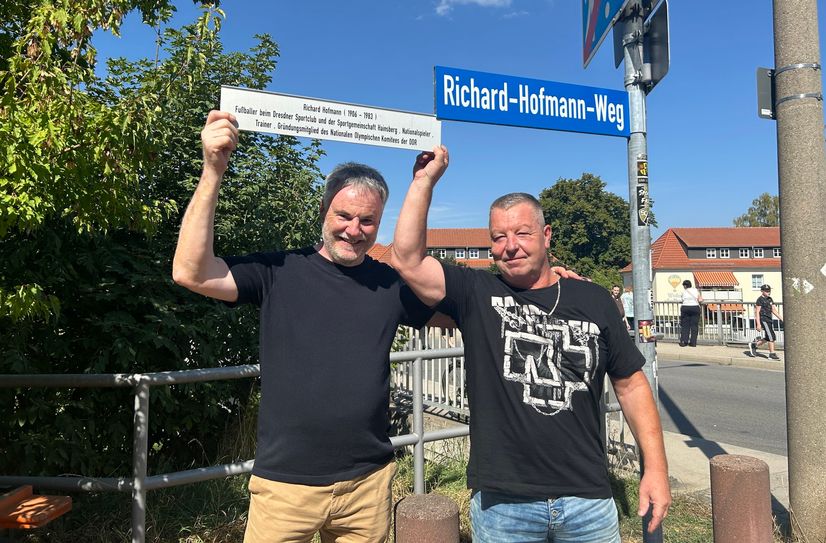 Richard Hofmann ( 1906 - 1983 )
Fußballer beim Dresdner Sportclub und der Sportgemeinschaft Hainsberg . Nationalspieler .
Trainer . Gründungsmitglied des Nationalen Olympischen Komitees der DDR
Richard-Hofmann-Weg